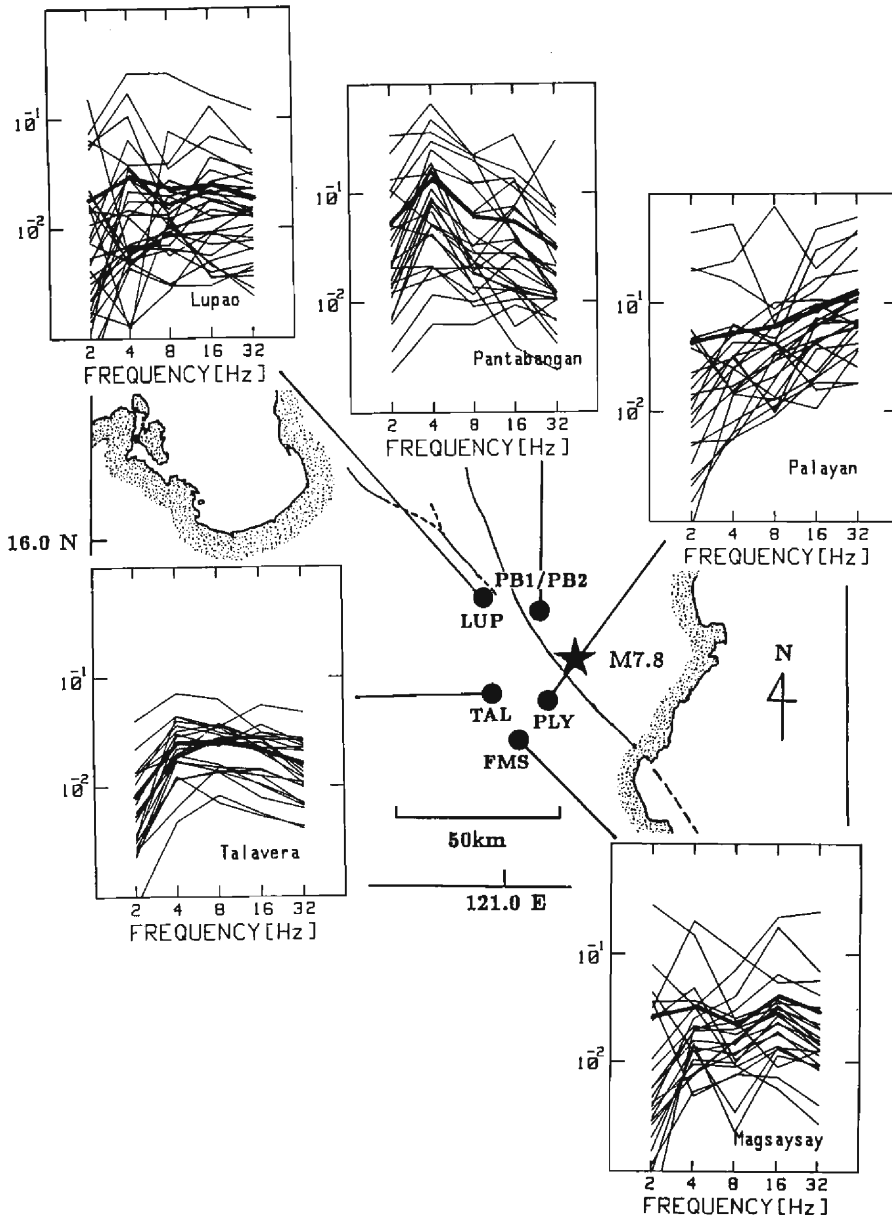 10^-1
10^-2
Lupao
2 4 8 16 32
FREQUENCY[Hz]
10^-1
10^-2
Pantabangan
2 4 8 16 32
FREQUENCY[Hz]
10^-1
10^-2
Palayan
2 4 8 16 32
FREQUENCY[Hz]
16.0 N
PB1/PB2
LUP
M7.8
N
TAL
PLY
FMS
50km
121.0 E
10^-1
10^-2
Talavera
2 4 8 16 32
FREQUENCY[Hz]
10^-1
10^-2
Magsaysay
2 4 8 16 32
FREQUENCY[Hz]